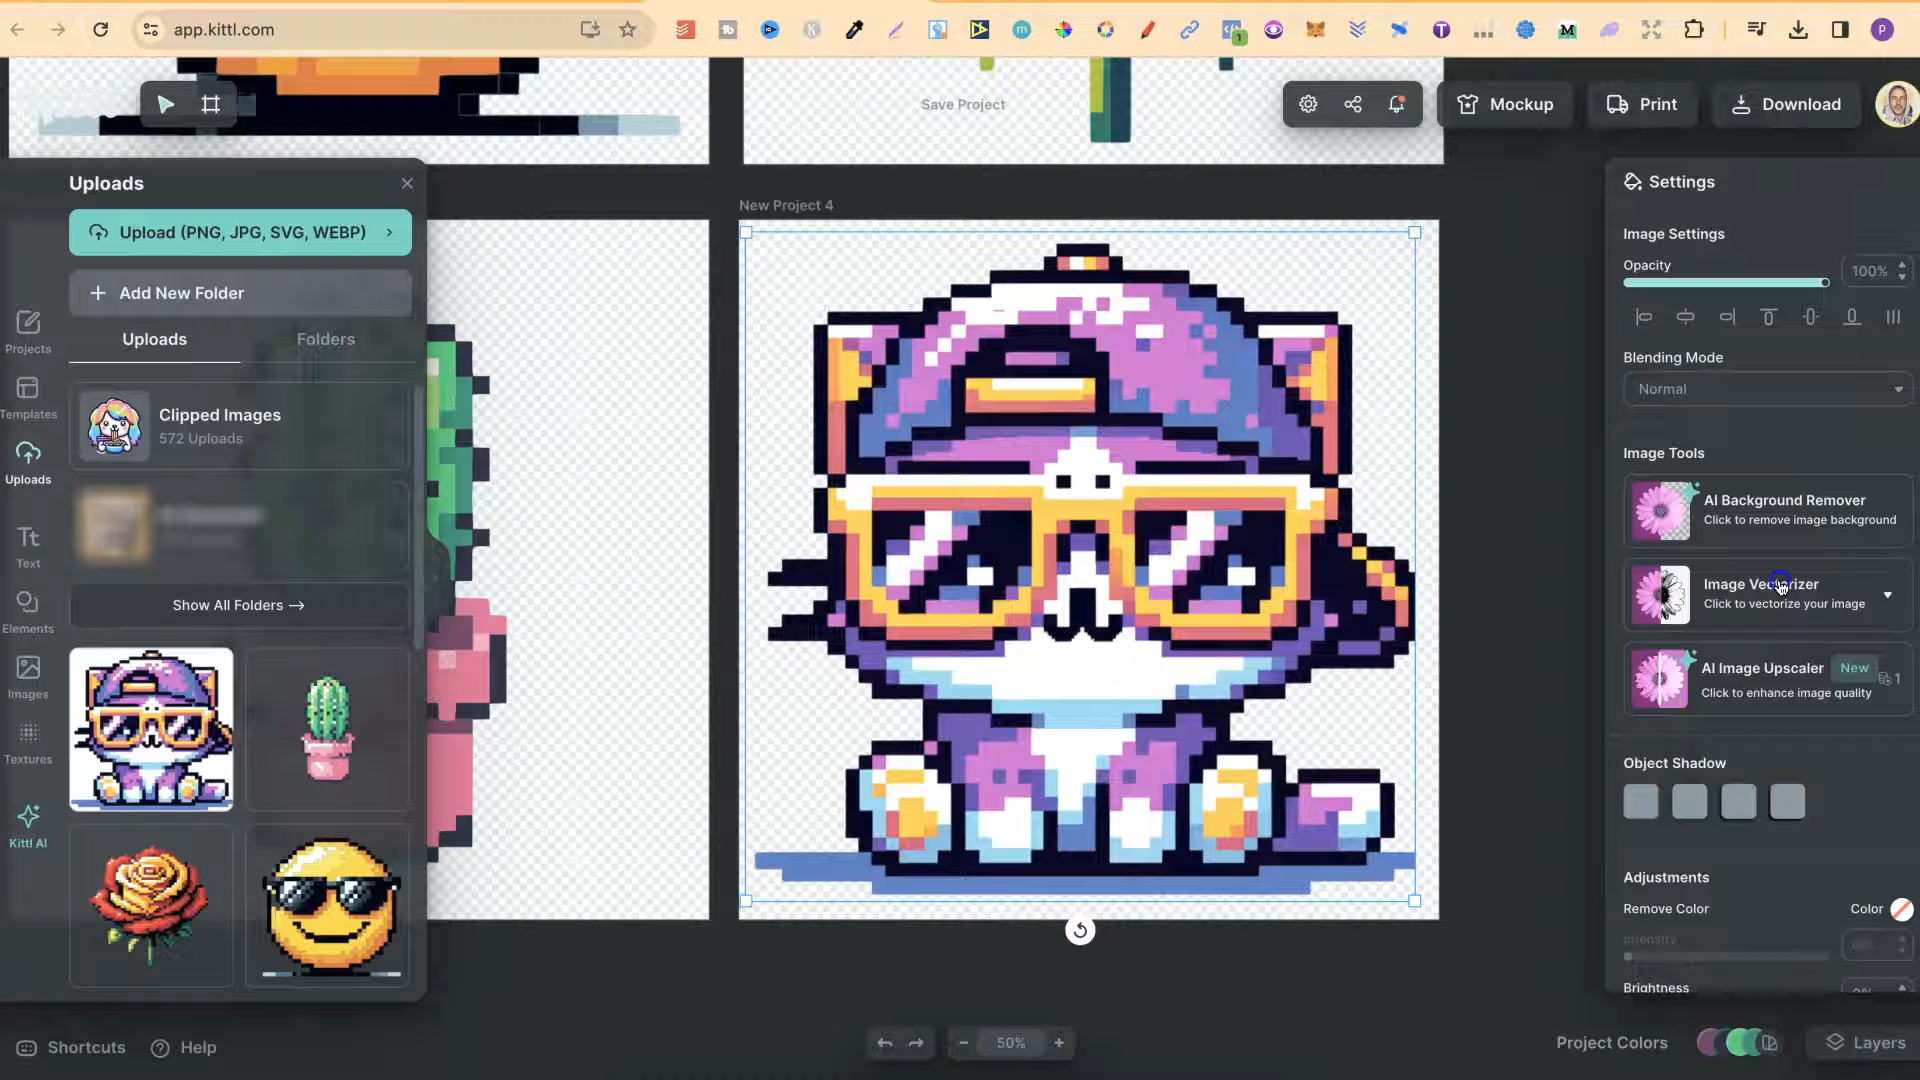 app.kittl.com
1
P
Save Project
Mockup
Print
Download
Uploads
Upload (PNG, JPG, SVG, WEBP)
Add New Folder
Uploads
Folders
Clipped Images
572 Uploads
Show All Folders →
Projects
Templates
Uploads
Text
Elements
Images
Textures
Kittl AI
New Project 4
Settings
Image Settings
Opacity
100%
Blending Mode
Normal
Image Tools
AI Background Remover
Click to remove image background
Image Vectorizer
Click to vectorize your image
AI Image Upscaler
New
1
Click to enhance image quality
Object Shadow
Adjustments
Remove Color
Color
Intensity
Brightness
Shortcuts
Help
50%
Project Colors
Layers